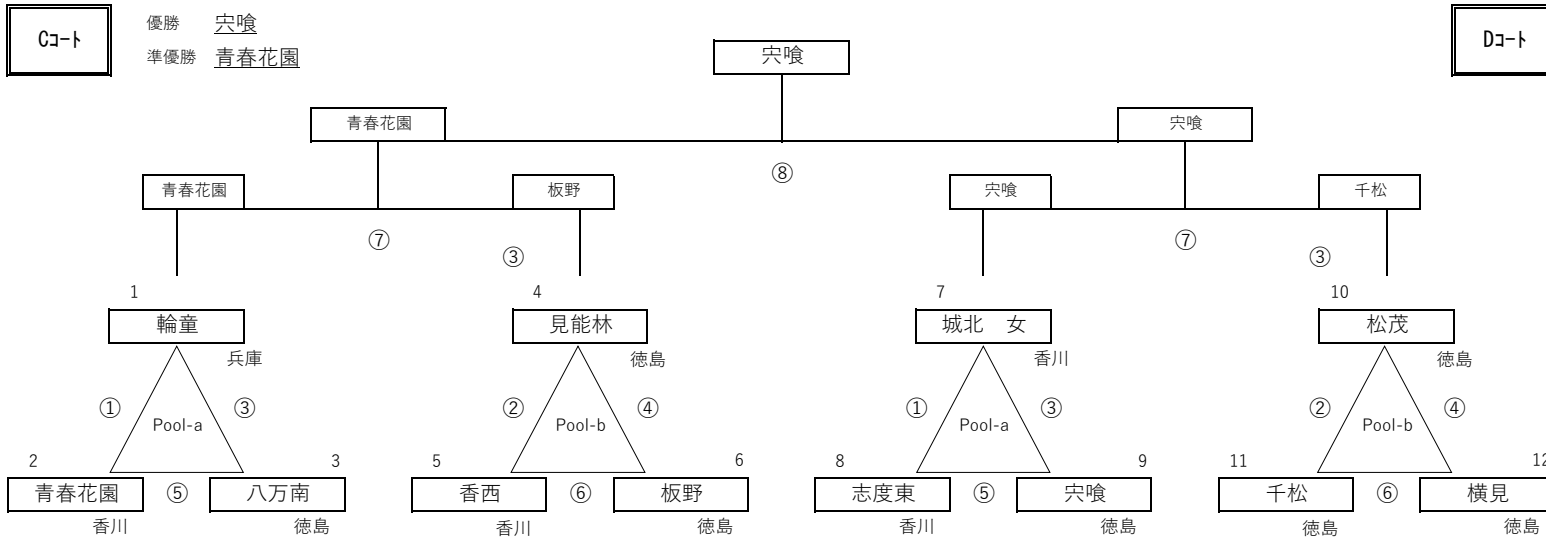 Cｺｰﾄ
優勝 宍喰
準優勝 青春花園
Dｺｰﾄ
宍喰
青春花園 宍喰
⑧
青春花園 板野 宍喰 千松
⑦ ③ ⑦ ③
1 4 7 10
輪童 見能林 城北　女 松茂
兵庫 徳島 香川 徳島
① ③ ② ④ ① ③ ② ④
Pool-a Pool-b Pool-a Pool-b
2 3 5 6 8 9 11 12
青春花園 ⑤ 八万南 香西 ⑥ 板野 志度東 ⑤ 宍喰 千松 ⑥ 横見
香川 徳島 香川 徳島 香川 徳島 徳島 徳島